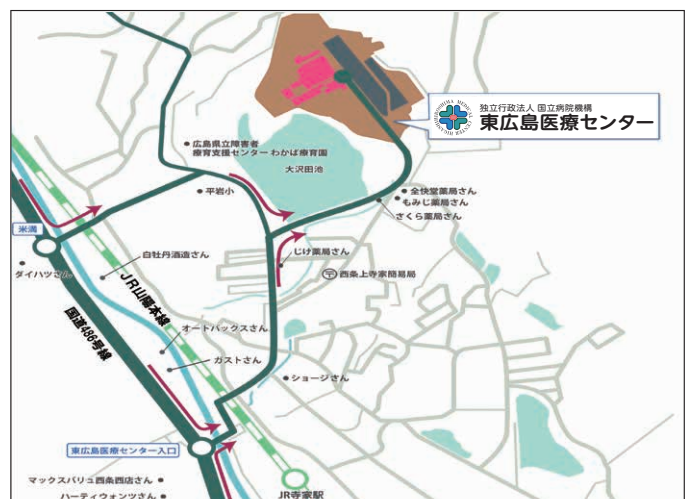 独立行政法人 国立病院機構
東広島医療センター
HIGASHIHIROSHIMA MEDICAL CENTER
広島県立障害者
療育支援センター わかば療育園
大沢田池
平岩小
全快堂薬局さん
もみじ薬局さん
さくら薬局さん
米満
白牡丹酒造さん
じけ薬局さん
西条上寺家簡易局
ダイハツさん
JR山陽本線
国道486号線
オートバックスさん
ガストさん
ショージさん
東広島医療センター入口
マックスバリュ西条西店さん
ハーティウォンツさん
JR寺家駅